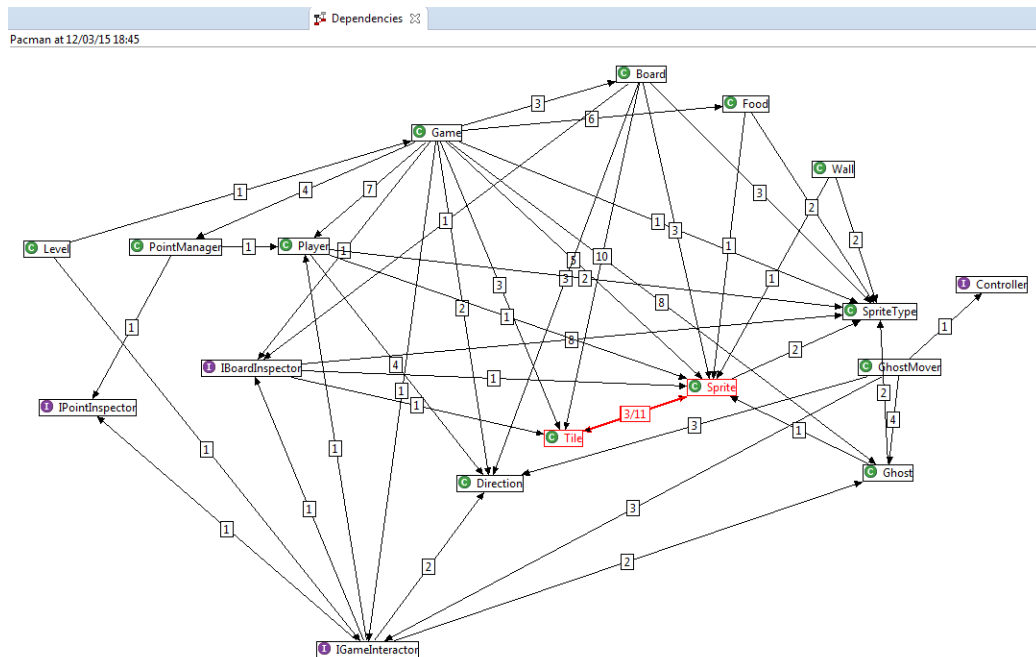 Dependencies
Pacman at 12/03/15 18:45
C Board
3
C Food
6
C Game
C Wall
1
4
7
3
2
1
1
3
2
C Level
C PointManager
1
C Player
1
1
5
3
10
2
1
I Controller
3
2
8
1
C SpriteType
1
2
1
8
2
I IBoardInspector
4
1
C Sprite
C GhostMover
1
1
2
4
I IPointInspector
3/11
3
1
C Tile
1
1
C Direction
C Ghost
1
3
1
2
2
I IGameInteractor